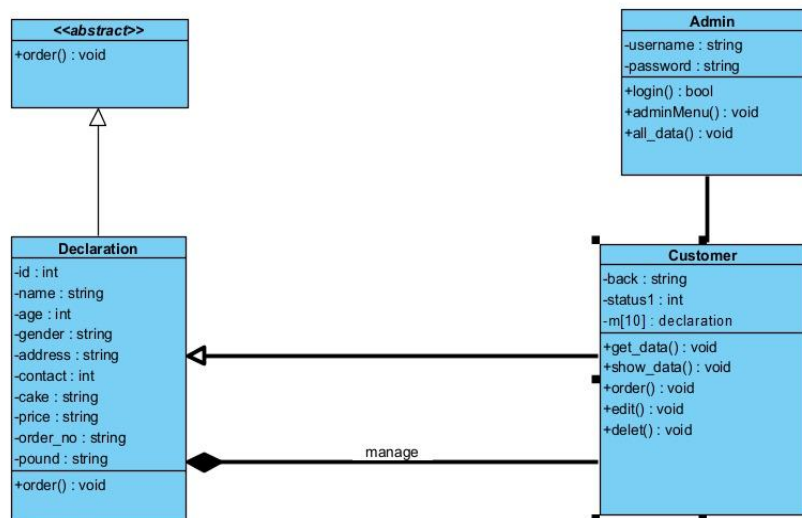 <<abstract>>
+order() : void
Admin
-username : string
-password : string
+login() : bool
+adminMenu() : void
+all_data() : void
Declaration
-id : int
-name : string
-age : int
-gender : string
-address : string
-contact : int
-cake : string
-price : string
-order_no : string
-pound : string
+order() : void
manage
Customer
-back : string
-status1 : int
-m[10] : declaration
+get_data() : void
+show_data() : void
+order() : void
+edit() : void
+delet() : void